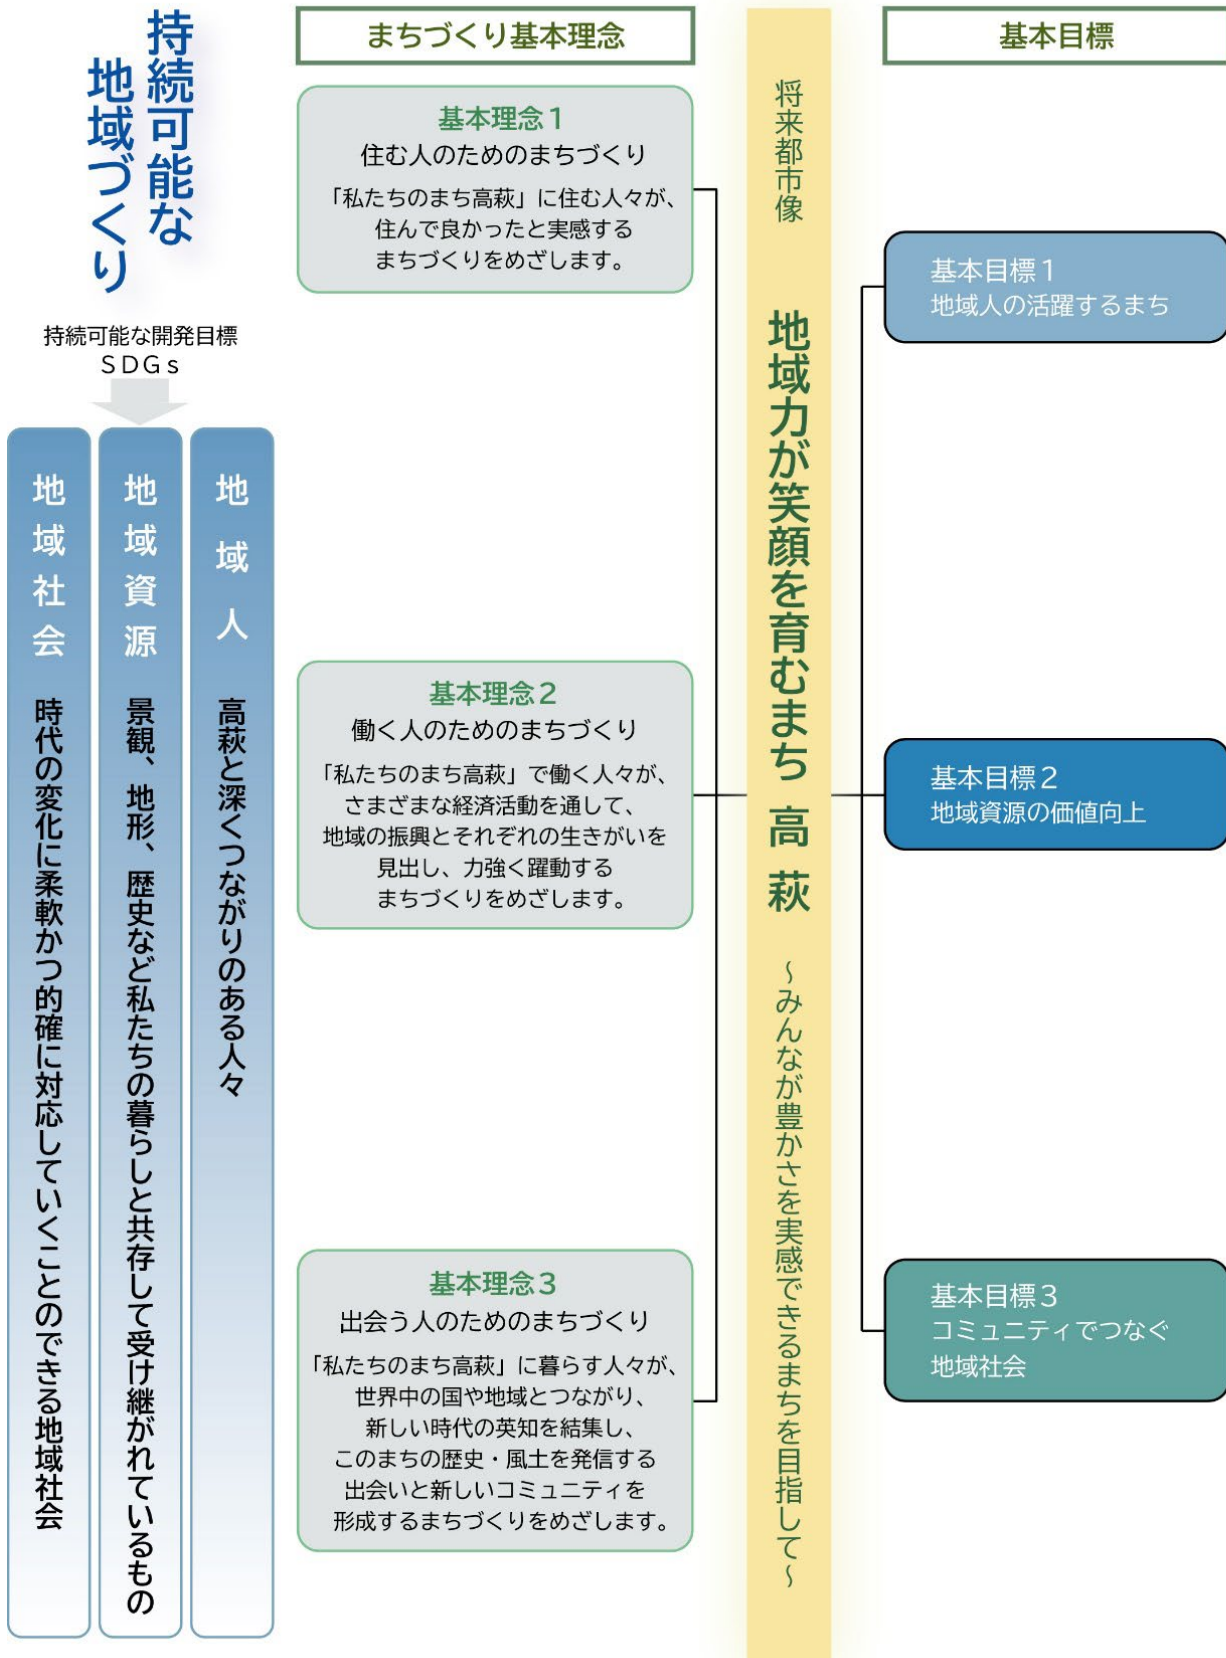 持続可能な
地域づくり
持続可能な開発目標
ＳＤＧｓ
地域人　高萩と深くつながりのある人々
地域資源　景観、地形、歴史など私たちの暮らしと共存して受け継がれているもの
地域社会　時代の変化に柔軟かつ的確に対応していくことのできる地域社会
まちづくり基本理念
基本理念１
住む人のためのまちづくり
「私たちのまち高萩」に住む人々が、
住んで良かったと実感する
まちづくりをめざします。
基本理念２
働く人のためのまちづくり
「私たちのまち高萩」で働く人々が、
さまざまな経済活動を通して、
地域の振興とそれぞれの生きがいを
見出し、力強く躍動する
まちづくりをめざします。
基本理念３
出会う人のためのまちづくり
「私たちのまち高萩」に暮らす人々が、
世界中の国や地域とつながり、
新しい時代の英知を結集し、
このまちの歴史・風土を発信する
出会いと新しいコミュニティを
形成するまちづくりをめざします。
将来都市像　地域力が笑顔を育むまち 高萩　～みんなが豊かさを実感できるまちを目指して～
基本目標
基本目標１
地域人の活躍するまち
基本目標２
地域資源の価値向上
基本目標３
コミュニティでつなぐ
地域社会